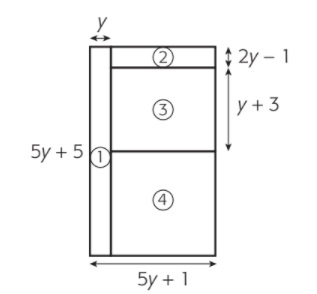 y
② 2y – 1
③ y + 3
5y + 5 ①
④
5y + 1